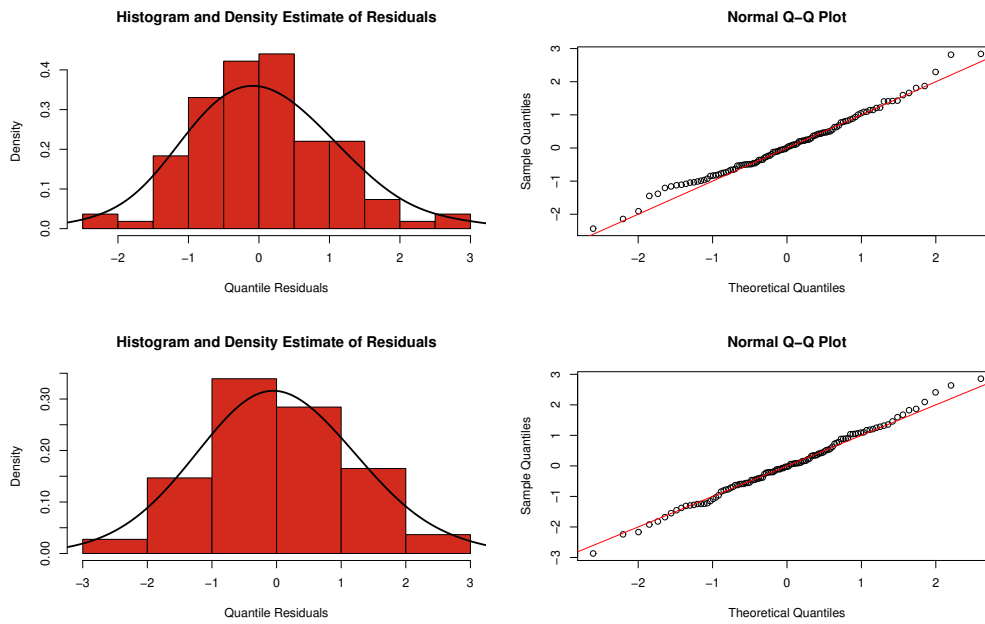 Histogram and Density Estimate of Residuals
Density
0.0 0.1 0.2 0.3 0.4
−2 −1 0 1 2 3
Quantile Residuals
Normal Q−Q Plot
Sample Quantiles
−2 −1 0 1 2 3
−2 −1 0 1 2
Theoretical Quantiles
Histogram and Density Estimate of Residuals
Density
0.00 0.10 0.20 0.30
−3 −2 −1 0 1 2 3
Quantile Residuals
Normal Q−Q Plot
Sample Quantiles
−3 −2 −1 0 1 2 3
−2 −1 0 1 2
Theoretical Quantiles